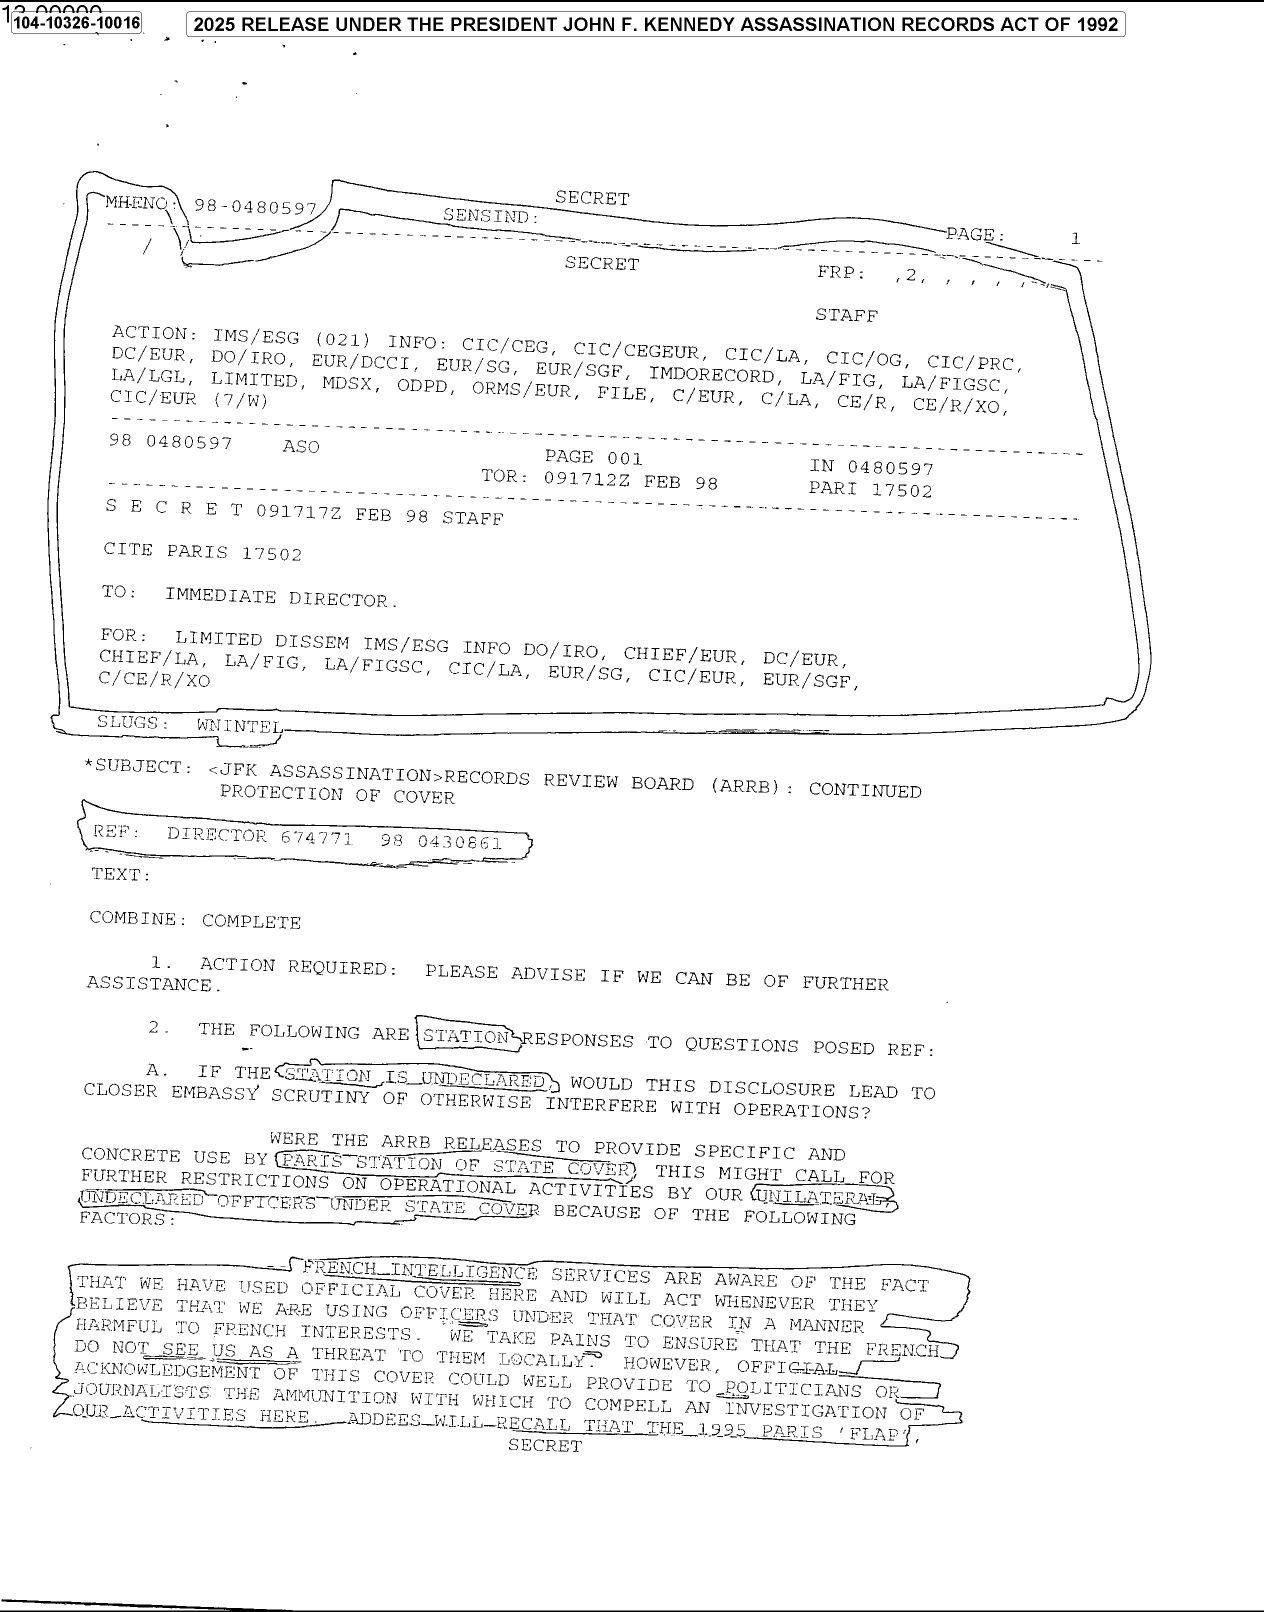 13-00000
104-10326-10016
2025 RELEASE UNDER THE PRESIDENT JOHN F. KENNEDY ASSASSINATION RECORDS ACT OF 1992
SECRET
MHFNO: 98-0480597 SENSIND: PAGE: 1
SECRET
FRP: ,2, , , , ,
STAFF
ACTION: IMS/ESG (021) INFO: CIC/CEG, CIC/CEGEUR, CIC/LA, CIC/OG, CIC/PRC,
DC/EUR, DO/IRO, EUR/DCCI, EUR/SG, EUR/SGF, IMDORECORD, LA/FIG, LA/FIGSC,
LA/LGL, LIMITED, MDSX, ODPD, ORMS/EUR, FILE, C/EUR, C/LA, CE/R, CE/R/XO,
CIC/EUR (7/W)
98 0480597 ASO PAGE 001 IN 0480597
TOR: 091712Z FEB 98 PARI 17502
S E C R E T 091717Z FEB 98 STAFF
CITE PARIS 17502
TO: IMMEDIATE DIRECTOR.
FOR: LIMITED DISSEM IMS/ESG INFO DO/IRO, CHIEF/EUR, DC/EUR,
CHIEF/LA, LA/FIG, LA/FIGSC, CIC/LA, EUR/SG, CIC/EUR, EUR/SGF,
C/CE/R/XO
SLUGS: WNINTEL
*SUBJECT: <JFK ASSASSINATION>RECORDS REVIEW BOARD (ARRB): CONTINUED
PROTECTION OF COVER
REF: DIRECTOR 674771 98 0430861
TEXT:
COMBINE: COMPLETE
1. ACTION REQUIRED: PLEASE ADVISE IF WE CAN BE OF FURTHER
ASSISTANCE.
2. THE FOLLOWING ARE STATION RESPONSES TO QUESTIONS POSED REF:
A. IF THE STATION IS UNDECLARED, WOULD THIS DISCLOSURE LEAD TO
CLOSER EMBASSY SCRUTINY OF OTHERWISE INTERFERE WITH OPERATIONS?
WERE THE ARRB RELEASES TO PROVIDE SPECIFIC AND
CONCRETE USE BY PARIS STATION OF STATE COVER, THIS MIGHT CALL FOR
FURTHER RESTRICTIONS ON OPERATIONAL ACTIVITIES BY OUR UNILATERAL,
UNDECLARED OFFICERS UNDER STATE COVER BECAUSE OF THE FOLLOWING
FACTORS:
FRENCH INTELLIGENCE SERVICES ARE AWARE OF THE FACT
THAT WE HAVE USED OFFICIAL COVER HERE AND WILL ACT WHENEVER THEY
BELIEVE THAT WE ARE USING OFFICERS UNDER THAT COVER IN A MANNER
HARMFUL TO FRENCH INTERESTS. WE TAKE PAINS TO ENSURE THAT THE FRENCH
DO NOT SEE US AS A THREAT TO THEM LOCALLY. HOWEVER, OFFICIAL
ACKNOWLEDGEMENT OF THIS COVER COULD WELL PROVIDE TO POLITICIANS OR
JOURNALISTS THE AMMUNITION WITH WHICH TO COMPELL AN INVESTIGATION OF
OUR ACTIVITIES HERE. ADDEES WILL RECALL THAT THE 1995 PARIS 'FLAP',
SECRET